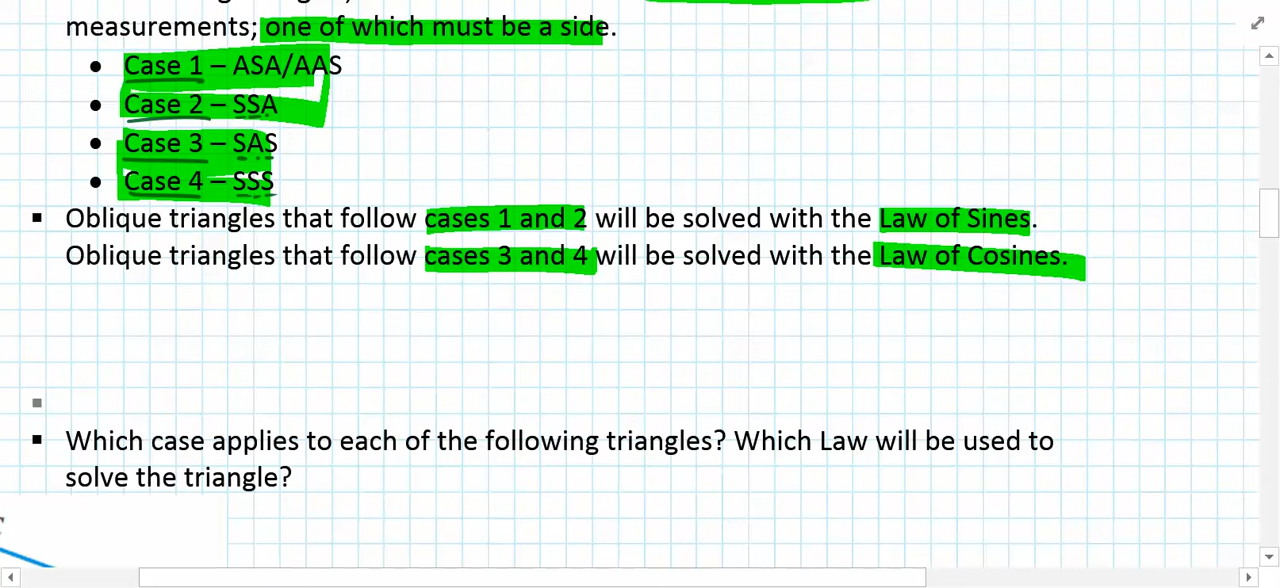 measurements; one of which must be a side.
• Case 1 – ASA/AAS
• Case 2 – SSA
• Case 3 – SAS
• Case 4 – SSS
▪ Oblique triangles that follow cases 1 and 2 will be solved with the Law of Sines.
Oblique triangles that follow cases 3 and 4 will be solved with the Law of Cosines.
▪ Which case applies to each of the following triangles? Which Law will be used to
solve the triangle?